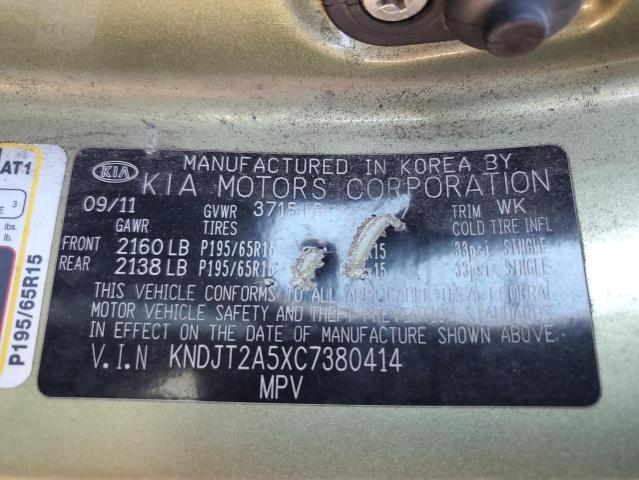 AT1
3
E
lbs.
lb.
P195/65R15
KIA
MANUFACTURED IN KOREA BY
KIA MOTORS CORPORATION
09/11 GVWR 3715 TRIM WK
GAWR TIRES COLD TIRE INFL
FRONT 2160 LB P195/65R15 33psi SINGLE
REAR 2138 LB P195/65R15 33psi SINGLE
THIS VEHICLE CONFORMS TO ALL APPLICABLE FEDERAL
MOTOR VEHICLE SAFETY AND THEFT PREVENTION STANDARDS
IN EFFECT ON THE DATE OF MANUFACTURE SHOWN ABOVE.
V.I.N KNDJT2A5XC7380414
MPV